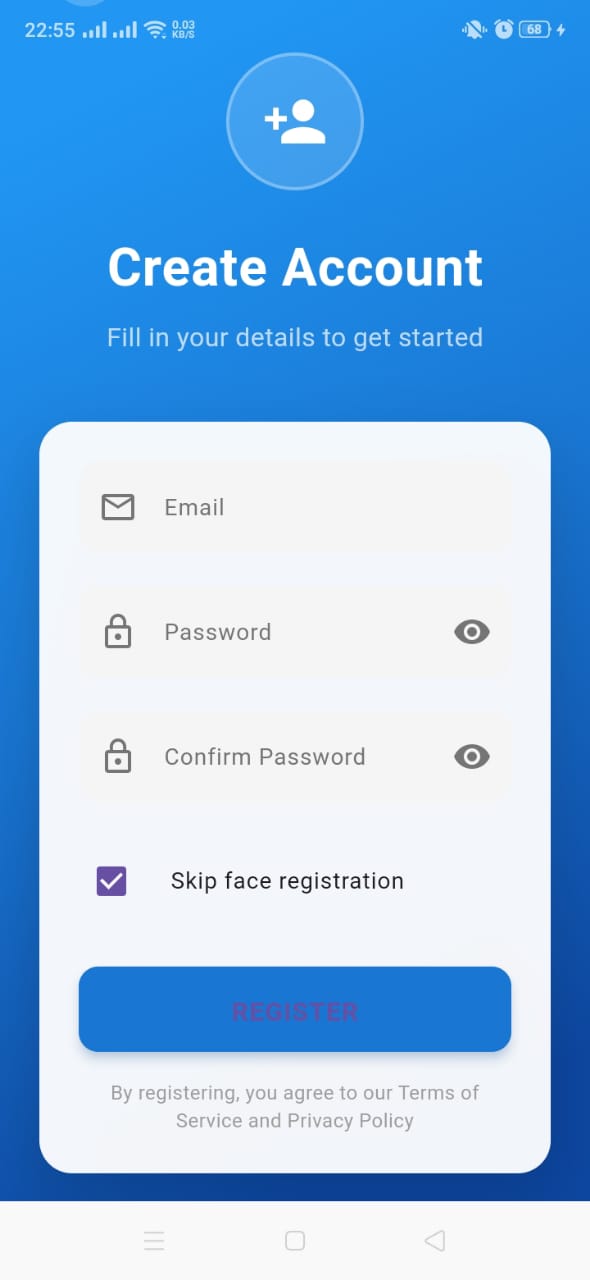 22:55 0.03 KB/S 68
Create Account
Fill in your details to get started
Email
Password
Confirm Password
Skip face registration
REGISTER
By registering, you agree to our Terms of
Service and Privacy Policy